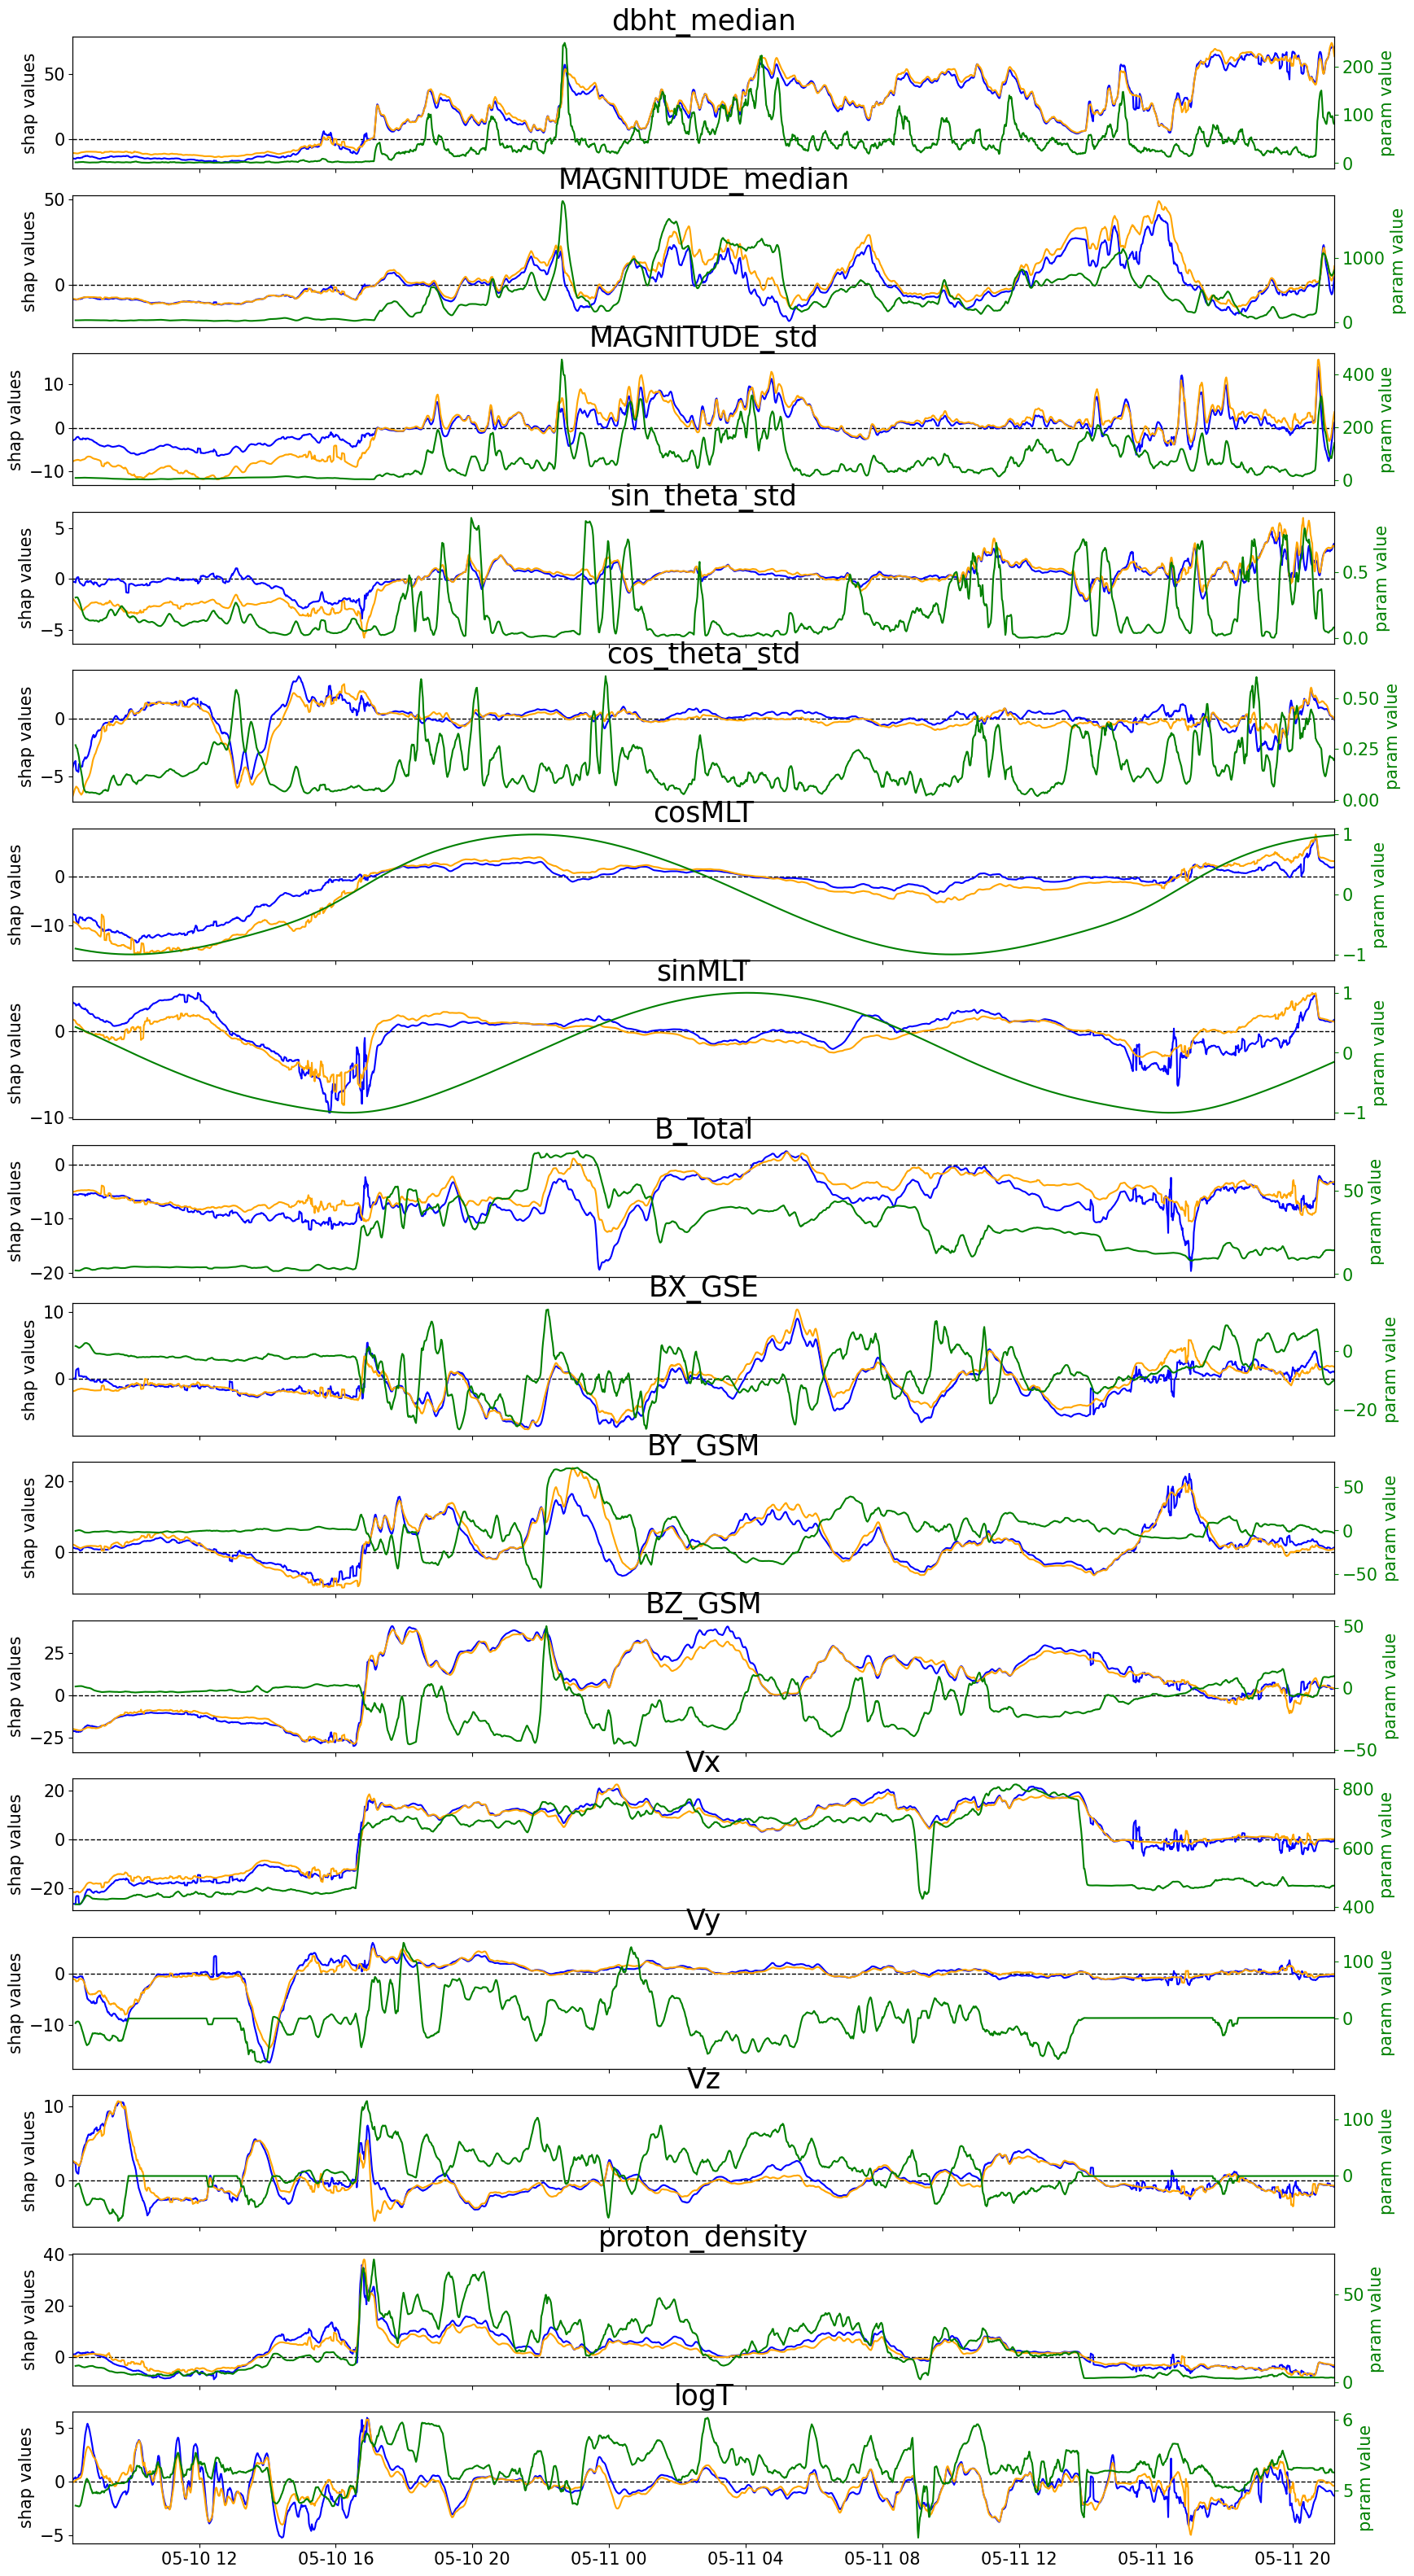 dbht_median
shap values
50
0
200
100
0
param value
MAGNITUDE_median
shap values
50
0
1000
0
param value
MAGNITUDE_std
shap values
10
0
−10
400
200
0
param value
sin_theta_std
shap values
5
0
−5
0.5
0.0
param value
cos_theta_std
shap values
0
−5
0.50
0.25
0.00
param value
cosMLT
shap values
0
−10
1
0
−1
param value
sinMLT
shap values
0
−10
1
0
−1
param value
B_Total
shap values
0
−10
−20
50
0
param value
BX_GSE
shap values
10
0
0
−20
param value
BY_GSM
shap values
20
0
50
0
−50
param value
BZ_GSM
shap values
25
0
−25
50
0
−50
param value
Vx
shap values
20
0
−20
800
600
400
param value
Vy
shap values
0
−10
100
0
param value
Vz
shap values
10
0
100
0
param value
proton_density
shap values
40
20
0
50
0
param value
logT
shap values
5
0
−5
6
5
param value
05-10 12 05-10 16 05-10 20 05-11 00 05-11 04 05-11 08 05-11 12 05-11 16 05-11 20